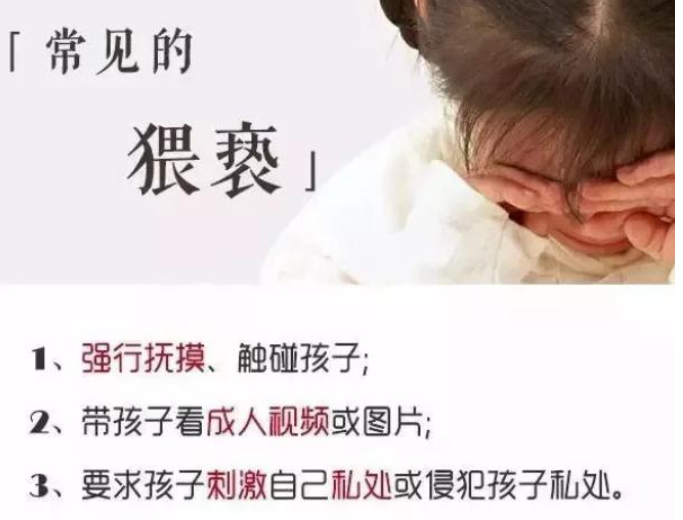 「常见的
猥亵」
1、强行抚摸、触碰孩子;
2、带孩子看成人视频或图片;
3、要求孩子刺激自己私处或侵犯孩子私处。